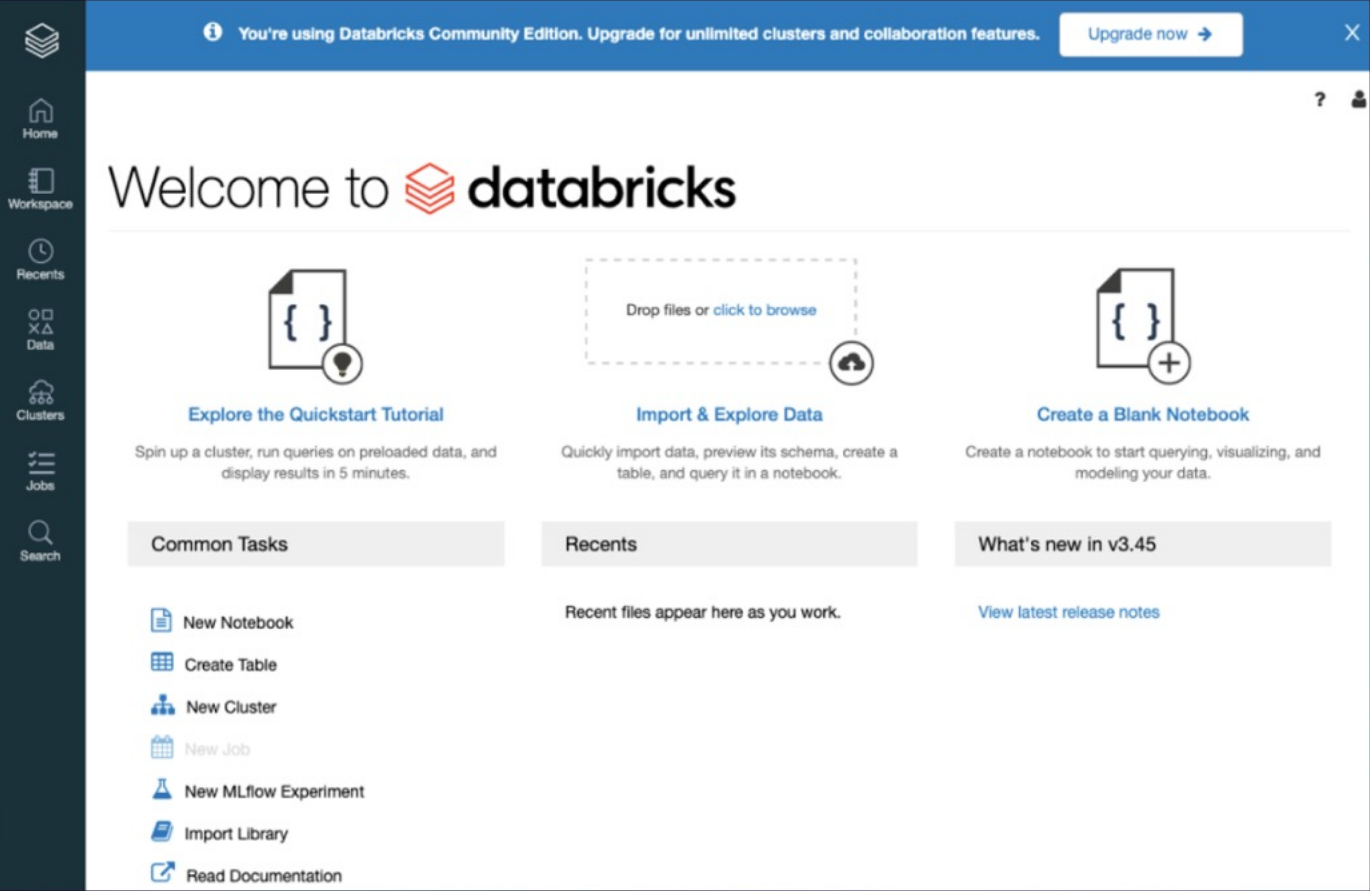 You're using Databricks Community Edition. Upgrade for unlimited clusters and collaboration features.
Upgrade now
X
?
Home
Workspace
Recents
Data
Clusters
Jobs
Search
Welcome to databricks
{ }
Drop files or click to browse
{ }
Explore the Quickstart Tutorial
Spin up a cluster, run queries on preloaded data, and
display results in 5 minutes.
Import & Explore Data
Quickly import data, preview its schema, create a
table, and query it in a notebook.
Create a Blank Notebook
Create a notebook to start querying, visualizing, and
modeling your data.
Common Tasks
New Notebook
Create Table
New Cluster
New Job
New MLflow Experiment
Import Library
Read Documentation
Recents
Recent files appear here as you work.
What's new in v3.45
View latest release notes